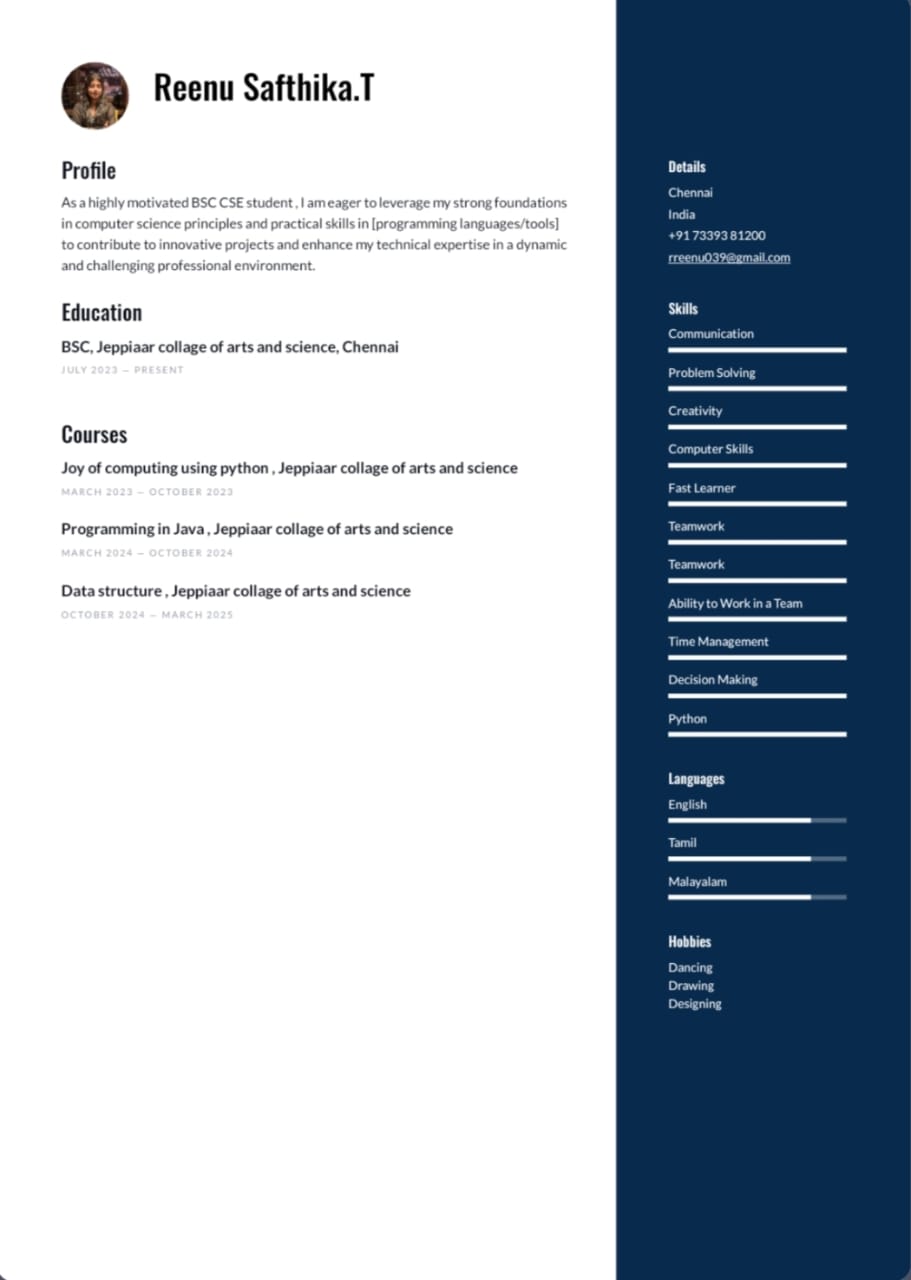 Reenu Safthika.T
Profile
As a highly motivated BSC CSE student , I am eager to leverage my strong foundations
in computer science principles and practical skills in [programming languages/tools]
to contribute to innovative projects and enhance my technical expertise in a dynamic
and challenging professional environment.
Education
BSC, Jeppiaar collage of arts and science, Chennai
JULY 2023 — PRESENT
Courses
Joy of computing using python , Jeppiaar collage of arts and science
MARCH 2023 — OCTOBER 2023
Programming in Java , Jeppiaar collage of arts and science
MARCH 2024 — OCTOBER 2024
Data structure , Jeppiaar collage of arts and science
OCTOBER 2024 — MARCH 2025
Details
Chennai
India
+91 73393 81200
rreenu039@gmail.com
Skills
Communication
Problem Solving
Creativity
Computer Skills
Fast Learner
Teamwork
Teamwork
Ability to Work in a Team
Time Management
Decision Making
Python
Languages
English
Tamil
Malayalam
Hobbies
Dancing
Drawing
Designing